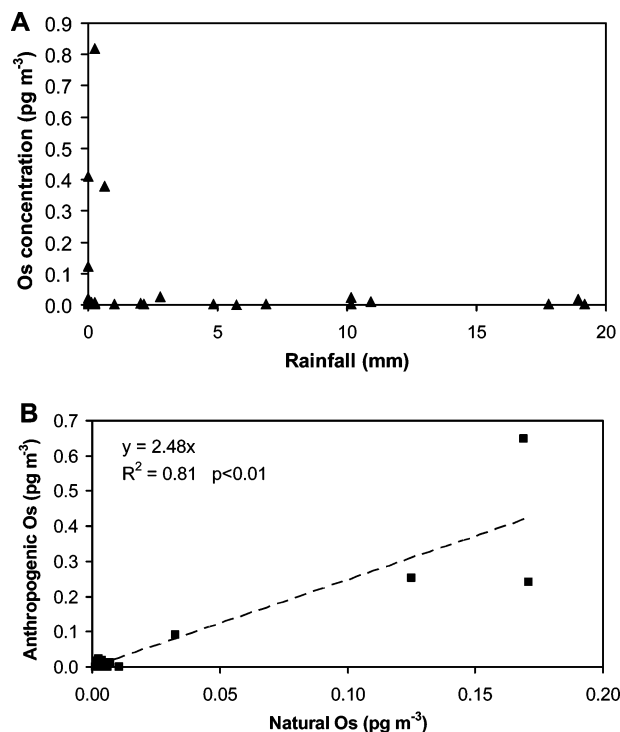 A
Os concentration (pg m-3)
0.9
0.8
0.7
0.6
0.5
0.4
0.3
0.2
0.1
0.0
0 5 10 15 20
Rainfall (mm)
B
Anthropogenic Os (pg m-3)
0.7
0.6
0.5
0.4
0.3
0.2
0.1
0.0
y = 2.48x
R2 = 0.81 p<0.01
0.00 0.05 0.10 0.15 0.20
Natural Os (pg m-3)